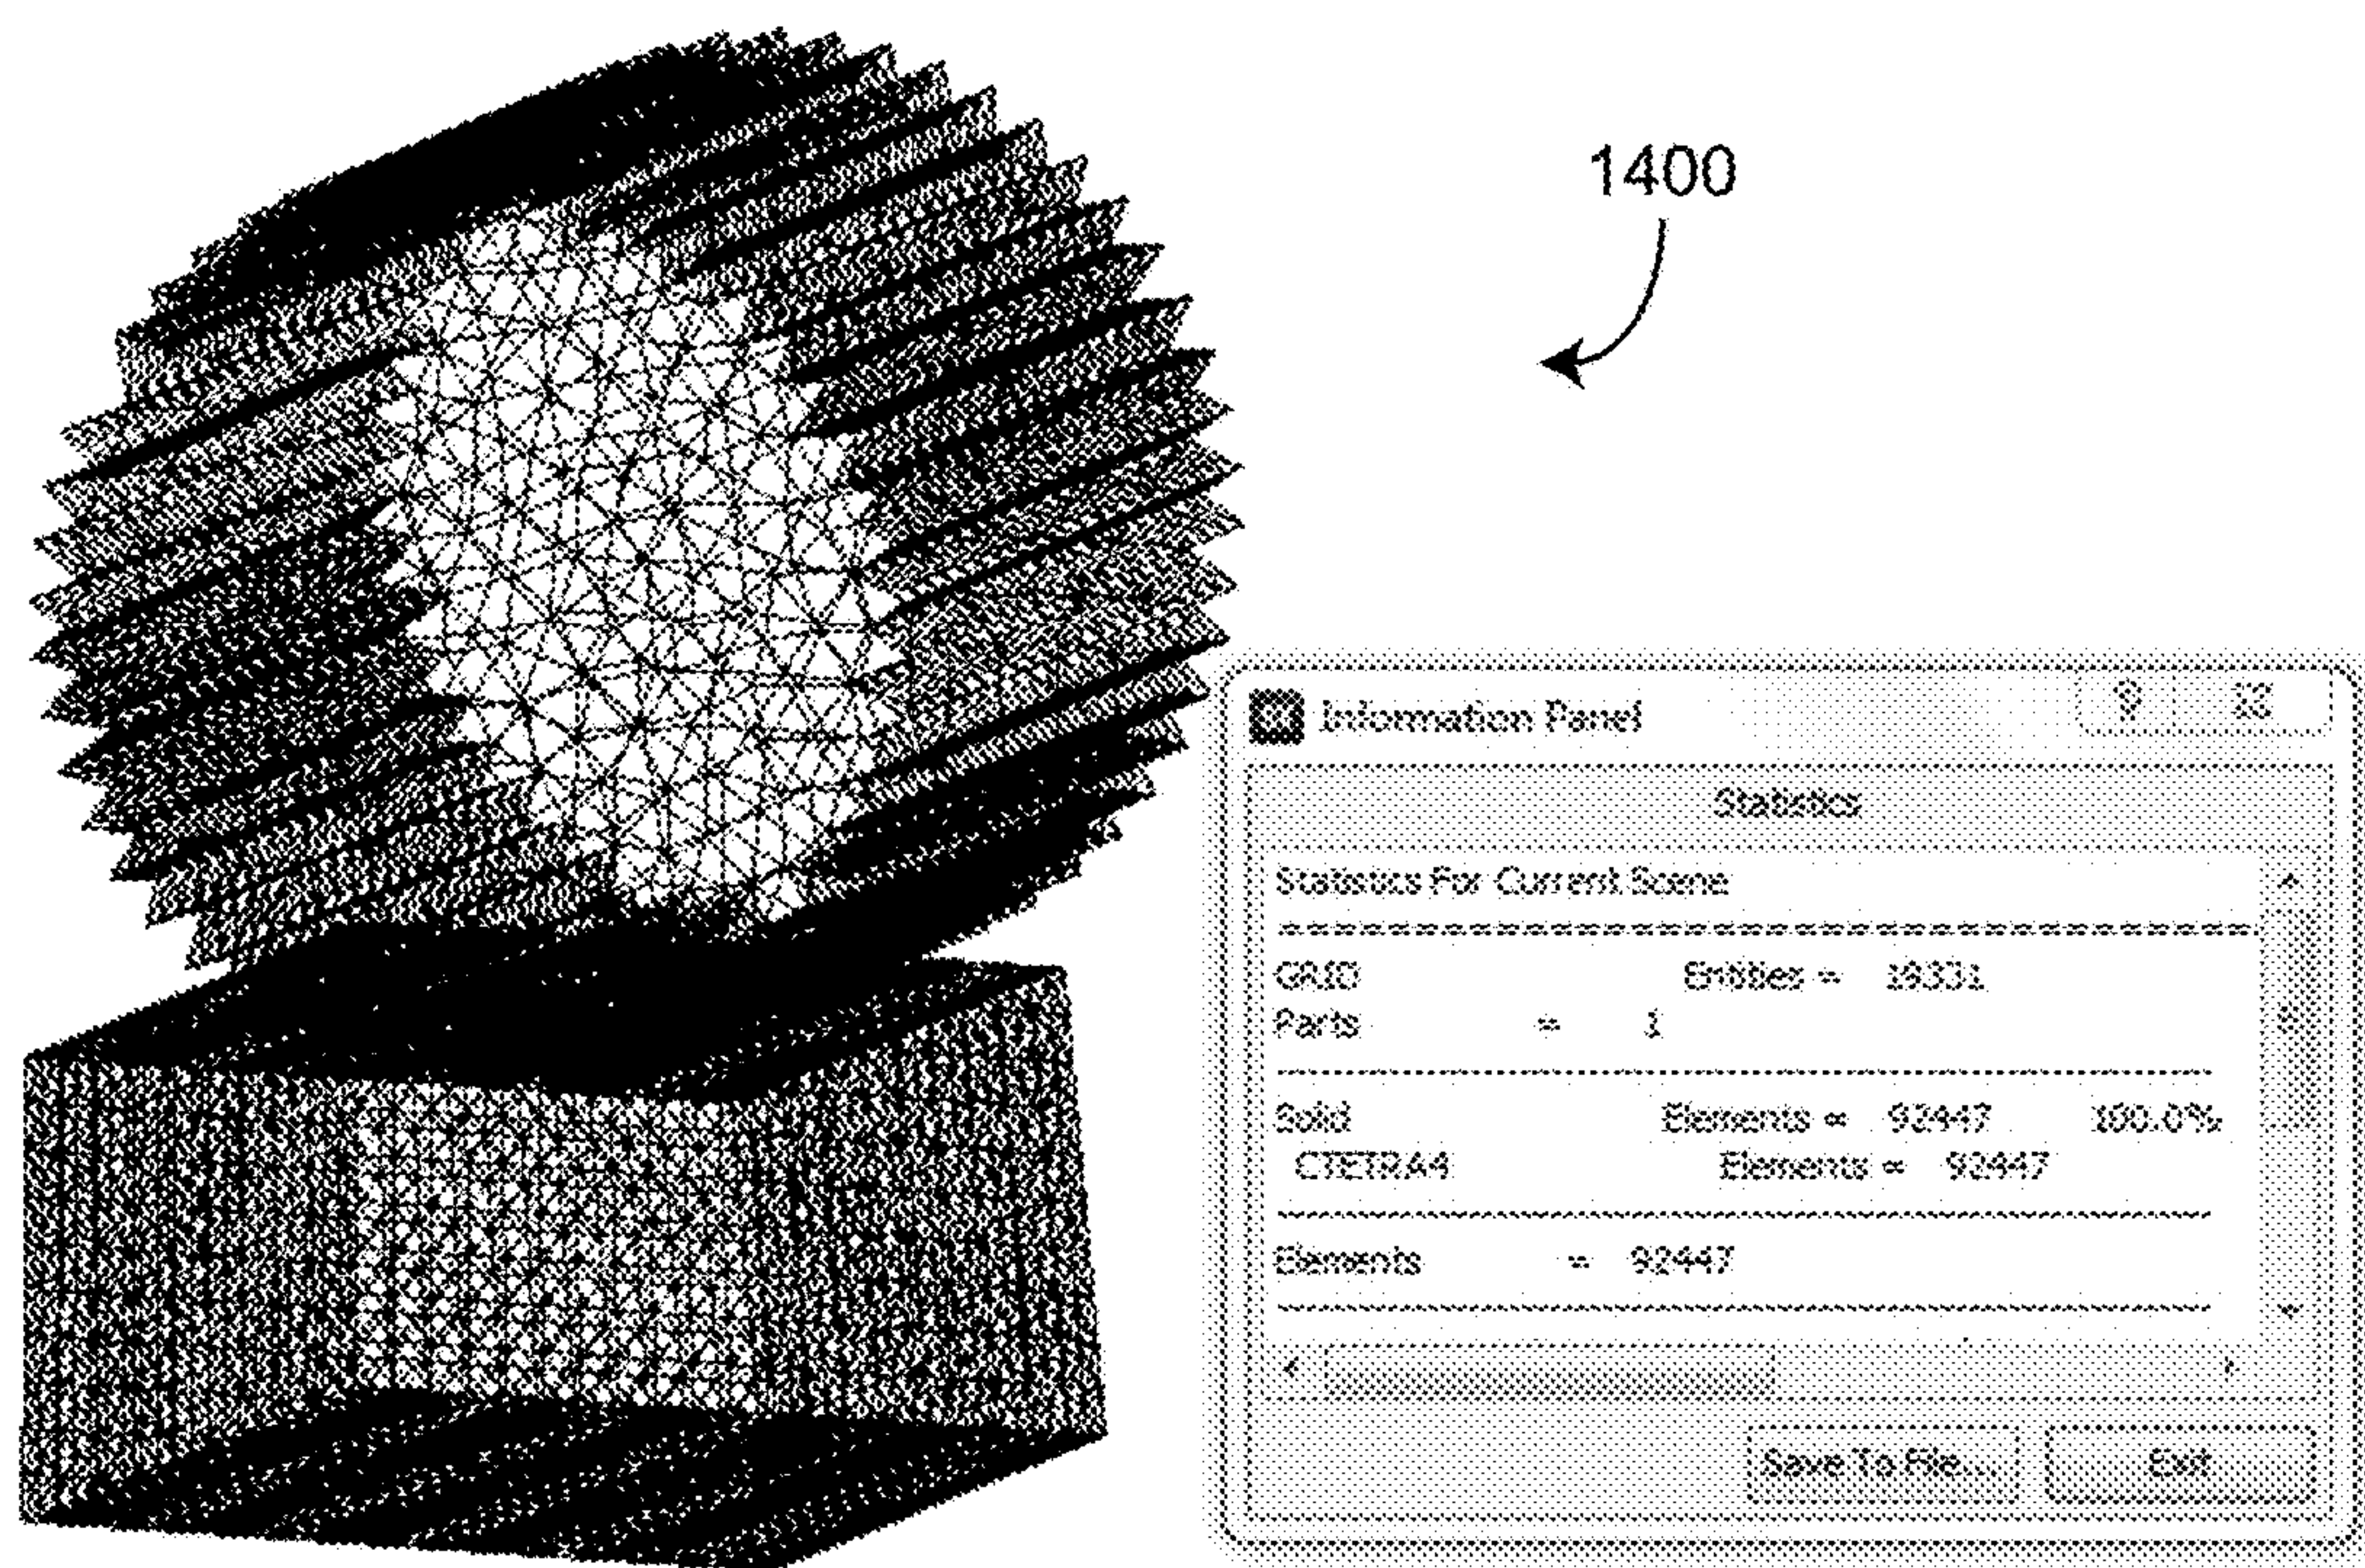 1400
Information Panel
Statistics
Statistics For Current Scene
================================
GRID Entities = 19331
Parts = 1
Solid Elements = 92447 100.0%
CTETRA4 Elements = 92447
Elements = 92447
Save To File... Exit